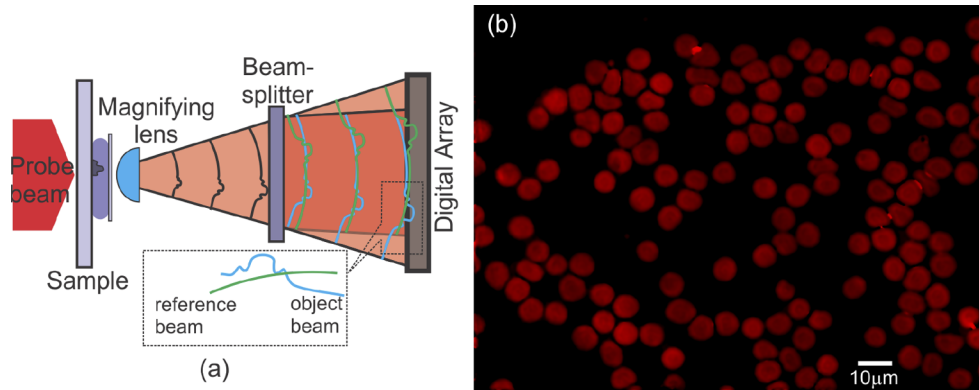 Probe
beam
Sample
Magnifying
lens
Beam-
splitter
Digital Array
reference
beam
object
beam
(a)
(b)
10μm